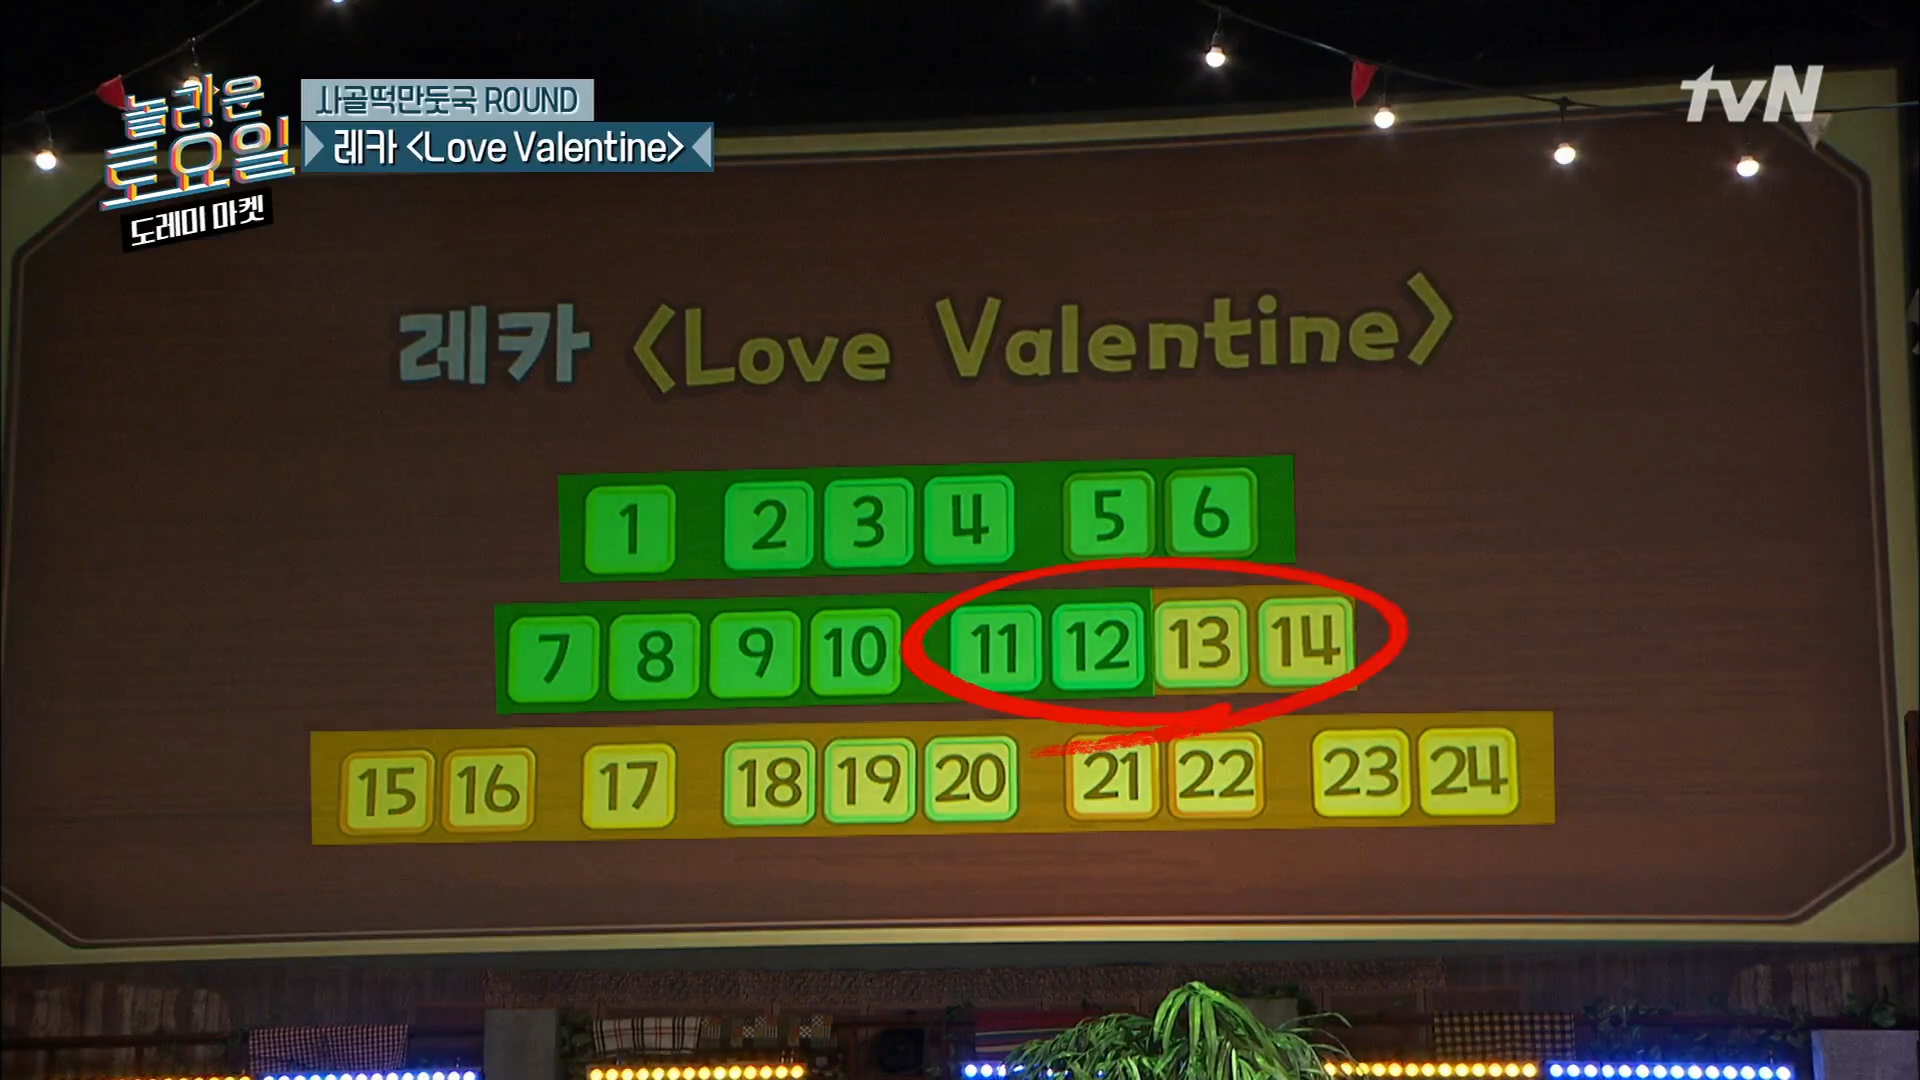 놀라운
토요일
도레미 마켓
사골떡만둣국 ROUND
레카 <Love Valentine>
tvN
레카 <Love Valentine>
1 2 3 4 5 6
7 8 9 10 11 12 13 14
15 16 17 18 19 20 21 22 23 24